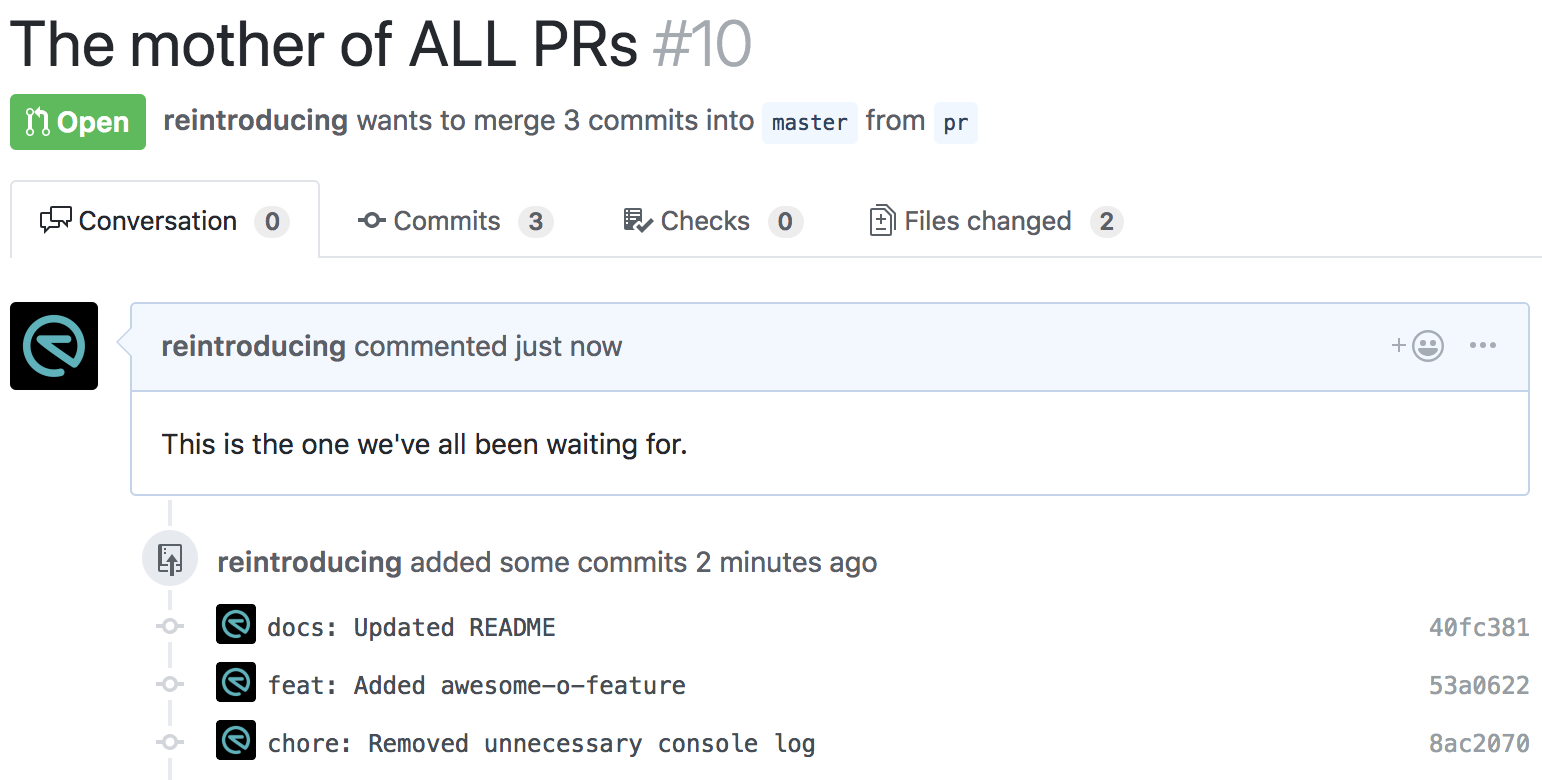 The mother of ALL PRs #10
Open reintroducing wants to merge 3 commits into master from pr
Conversation 0 Commits 3 Checks 0 Files changed 2
reintroducing commented just now
This is the one we've all been waiting for.
reintroducing added some commits 2 minutes ago
docs: Updated README 40fc381
feat: Added awesome-o-feature 53a0622
chore: Removed unnecessary console log 8ac2070